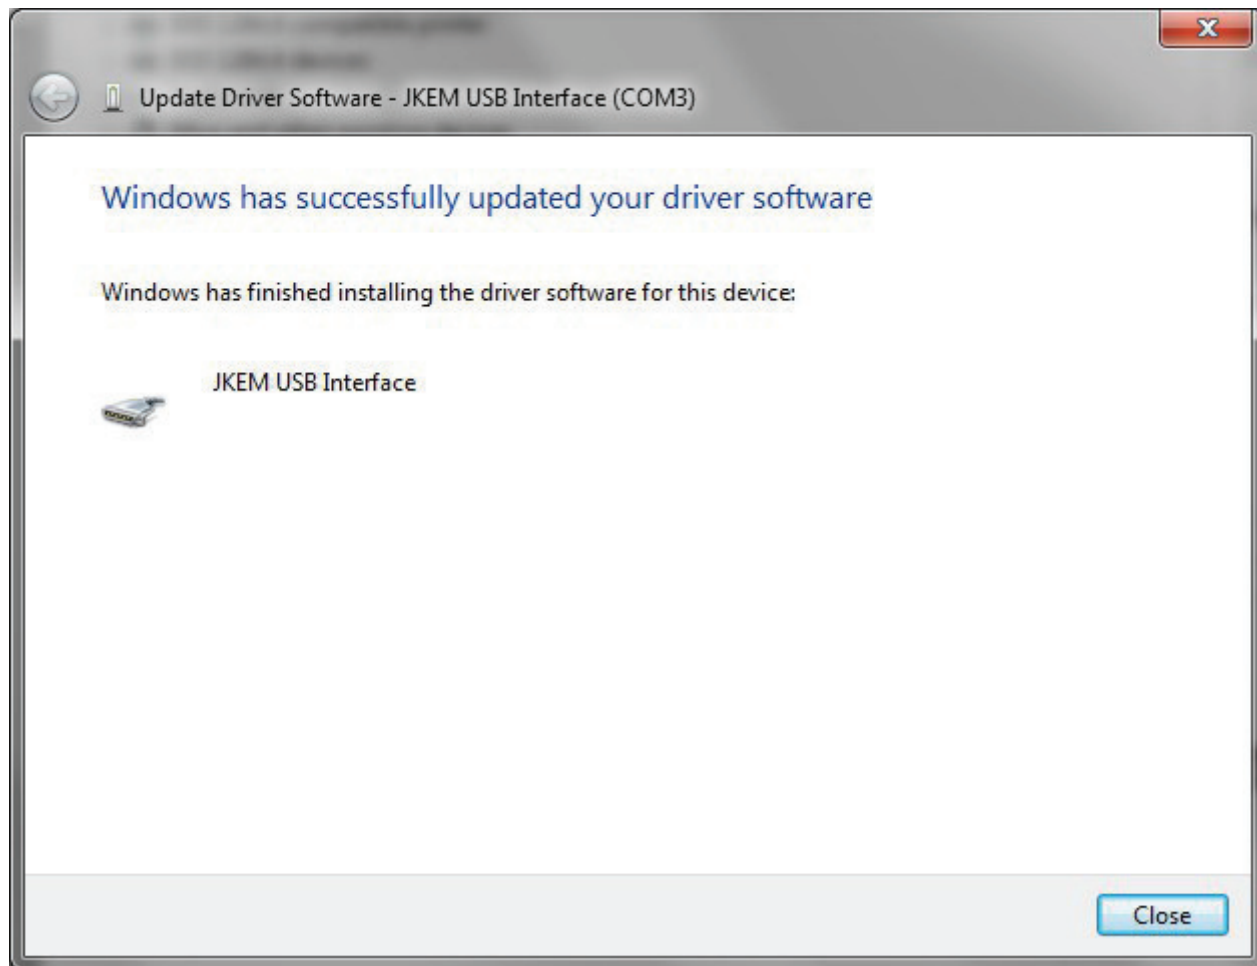 Update Driver Software - JKEM USB Interface (COM3)
Windows has successfully updated your driver software
Windows has finished installing the driver software for this device:
JKEM USB Interface
Close